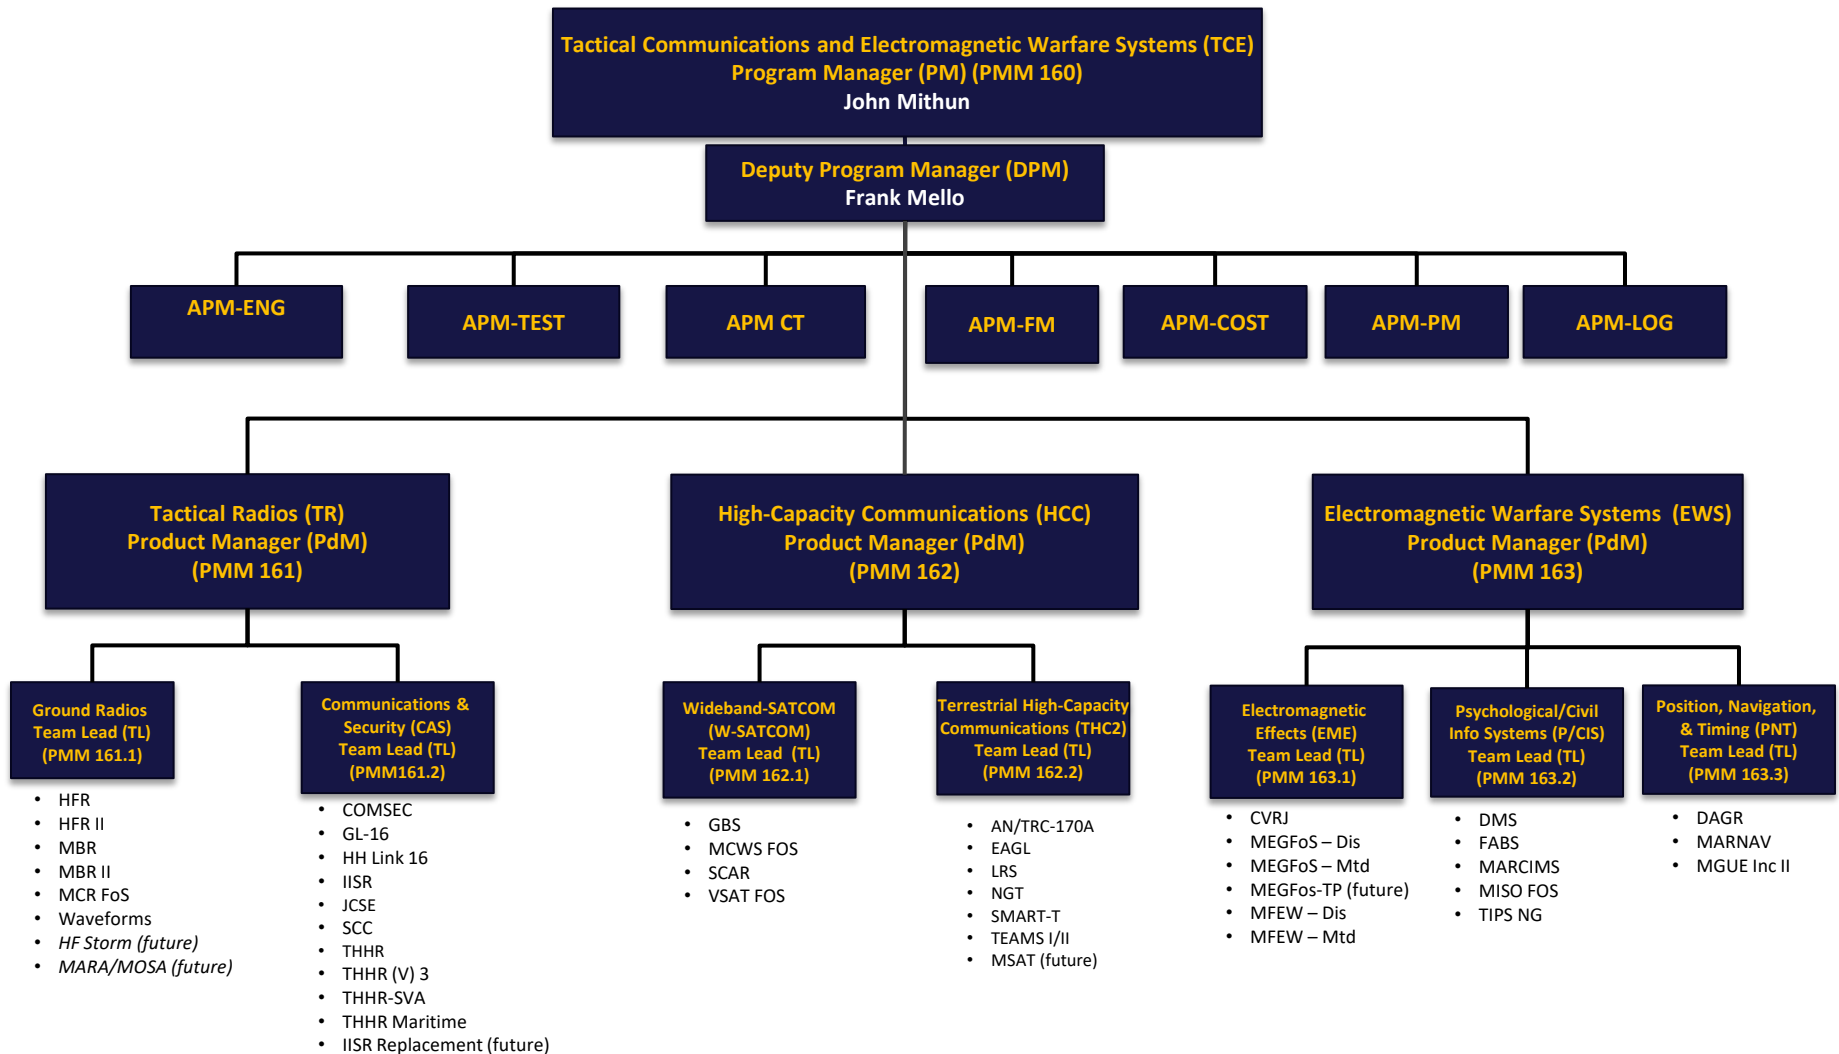 Tactical Communications and Electromagnetic Warfare Systems (TCE)
Program Manager (PM) (PMM 160)
John Mithun
Deputy Program Manager (DPM)
Frank Mello
APM-ENG
APM-TEST
APM CT
APM-FM
APM-COST
APM-PM
APM-LOG
Tactical Radios (TR)
Product Manager (PdM)
(PMM 161)
High-Capacity Communications (HCC)
Product Manager (PdM)
(PMM 162)
Electromagnetic Warfare Systems (EWS)
Product Manager (PdM)
(PMM 163)
Ground Radios
Team Lead (TL)
(PMM 161.1)
• HFR
• HFR II
• MBR
• MBR II
• MCR FoS
• Waveforms
• HF Storm (future)
• MARA/MOSA (future)
Communications &
Security (CAS)
Team Lead (TL)
(PMM161.2)
• COMSEC
• GL-16
• HH Link 16
• IISR
• JCSE
• SCC
• THHR
• THHR (V) 3
• THHR-SVA
• THHR Maritime
• IISR Replacement (future)
Wideband-SATCOM
(W-SATCOM)
Team Lead (TL)
(PMM 162.1)
• GBS
• MCWS FOS
• SCAR
• VSAT FOS
Terrestrial High-Capacity
Communications (THC2)
Team Lead (TL)
(PMM 162.2)
• AN/TRC-170A
• EAGL
• LRS
• NGT
• SMART-T
• TEAMS I/II
• MSAT (future)
Electromagnetic
Effects (EME)
Team Lead (TL)
(PMM 163.1)
• CVRJ
• MEGFoS – Dis
• MEGFoS – Mtd
• MEGFos-TP (future)
• MFEW – Dis
• MFEW – Mtd
Psychological/Civil
Info Systems (P/CIS)
Team Lead (TL)
(PMM 163.2)
• DMS
• FABS
• MARCIMS
• MISO FOS
• TIPS NG
Position, Navigation,
& Timing (PNT)
Team Lead (TL)
(PMM 163.3)
• DAGR
• MARNAV
• MGUE Inc II